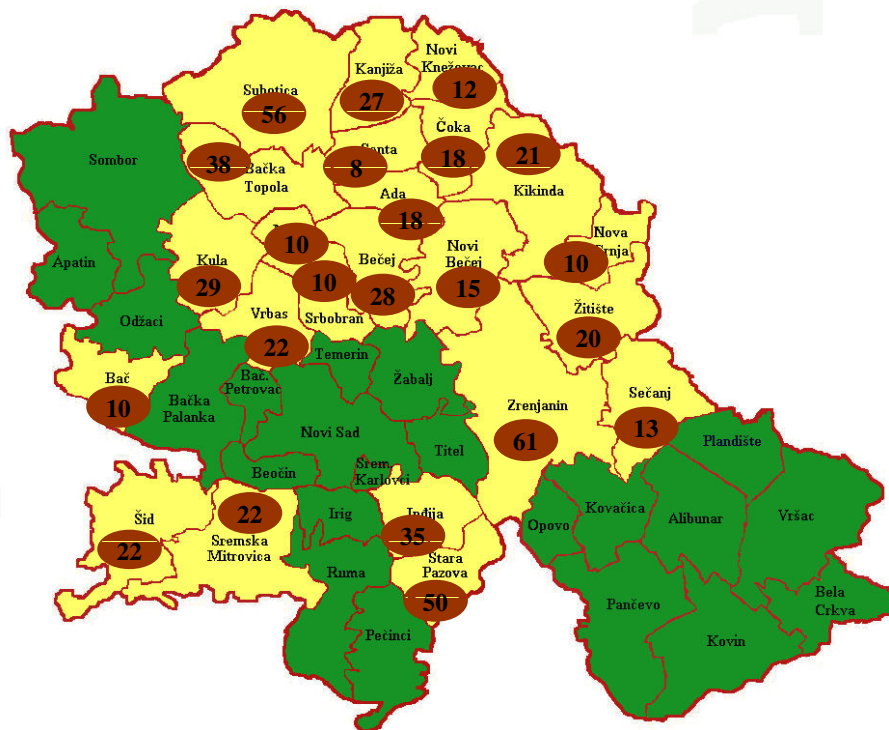 Novi
Kneževac
12
Kanjiža
27
Subotica
56
Čoka
18
21
Kikinda
Sombor
38
Bačka
Topola
Senta
8
Ada
18
Nova
Crnja
10
10
Bečej
28
Novi
Bečej
15
Apatin
Kula
29
10
Srbobran
Žitište
20
Odžaci
Vrbas
22
Temerin
Žabalj
Bač
10
Bačka
Palanka
Bač.
Petrovac
Sečanj
13
Zrenjanin
61
Plandište
Novi Sad
Titel
Beočin
Srem.
Karlovci
Šid
22
22
Sremska
Mitrovica
Irig
Inđija
35
Opovo
Kovačica
Alibunar
Vršac
Ruma
Stara
Pazova
50
Pančevo
Bela
Crkva
Pećinci
Kovin